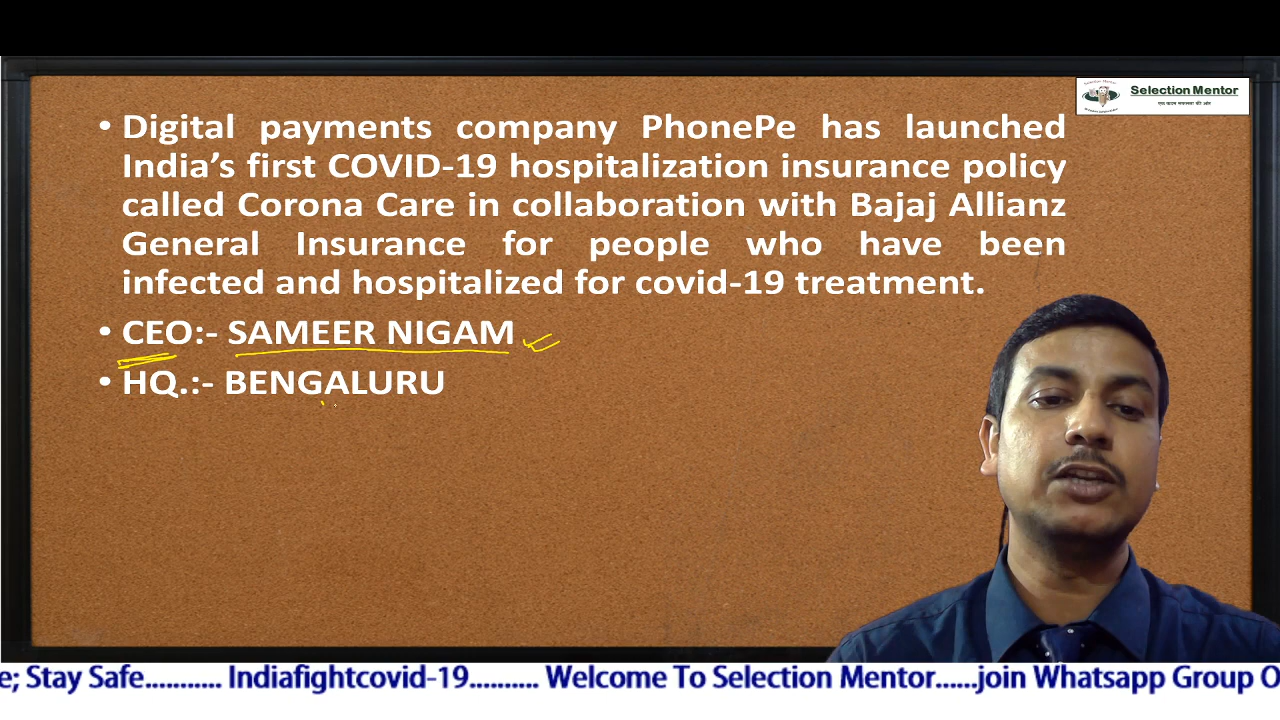 Selection Mentor
• Digital payments company PhonePe has launched
India’s first COVID-19 hospitalization insurance policy
called Corona Care in collaboration with Bajaj Allianz
General Insurance for people who have been
infected and hospitalized for covid-19 treatment.
• CEO:- SAMEER NIGAM
• HQ.:- BENGALURU
e; Stay Safe........... Indiafightcovid-19.......... Welcome To Selection Mentor......join Whatsapp Group O